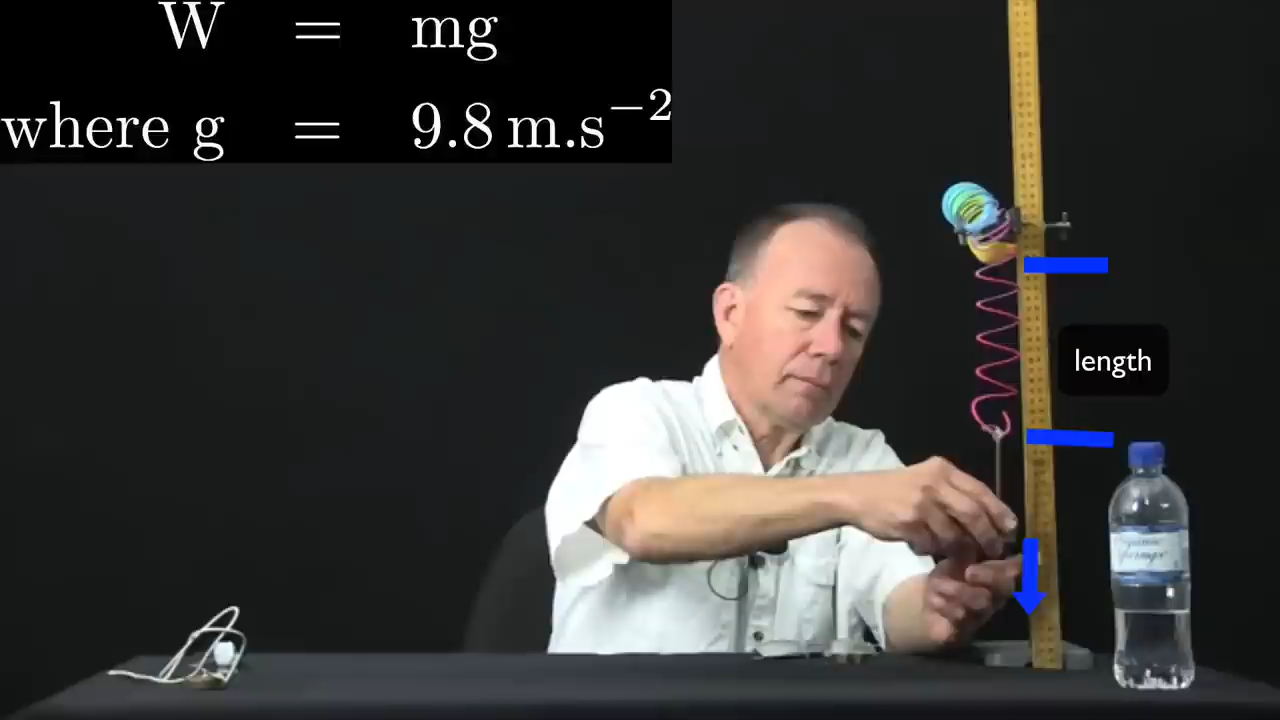 W = mg
where g = 9.8 m.s⁻²
length